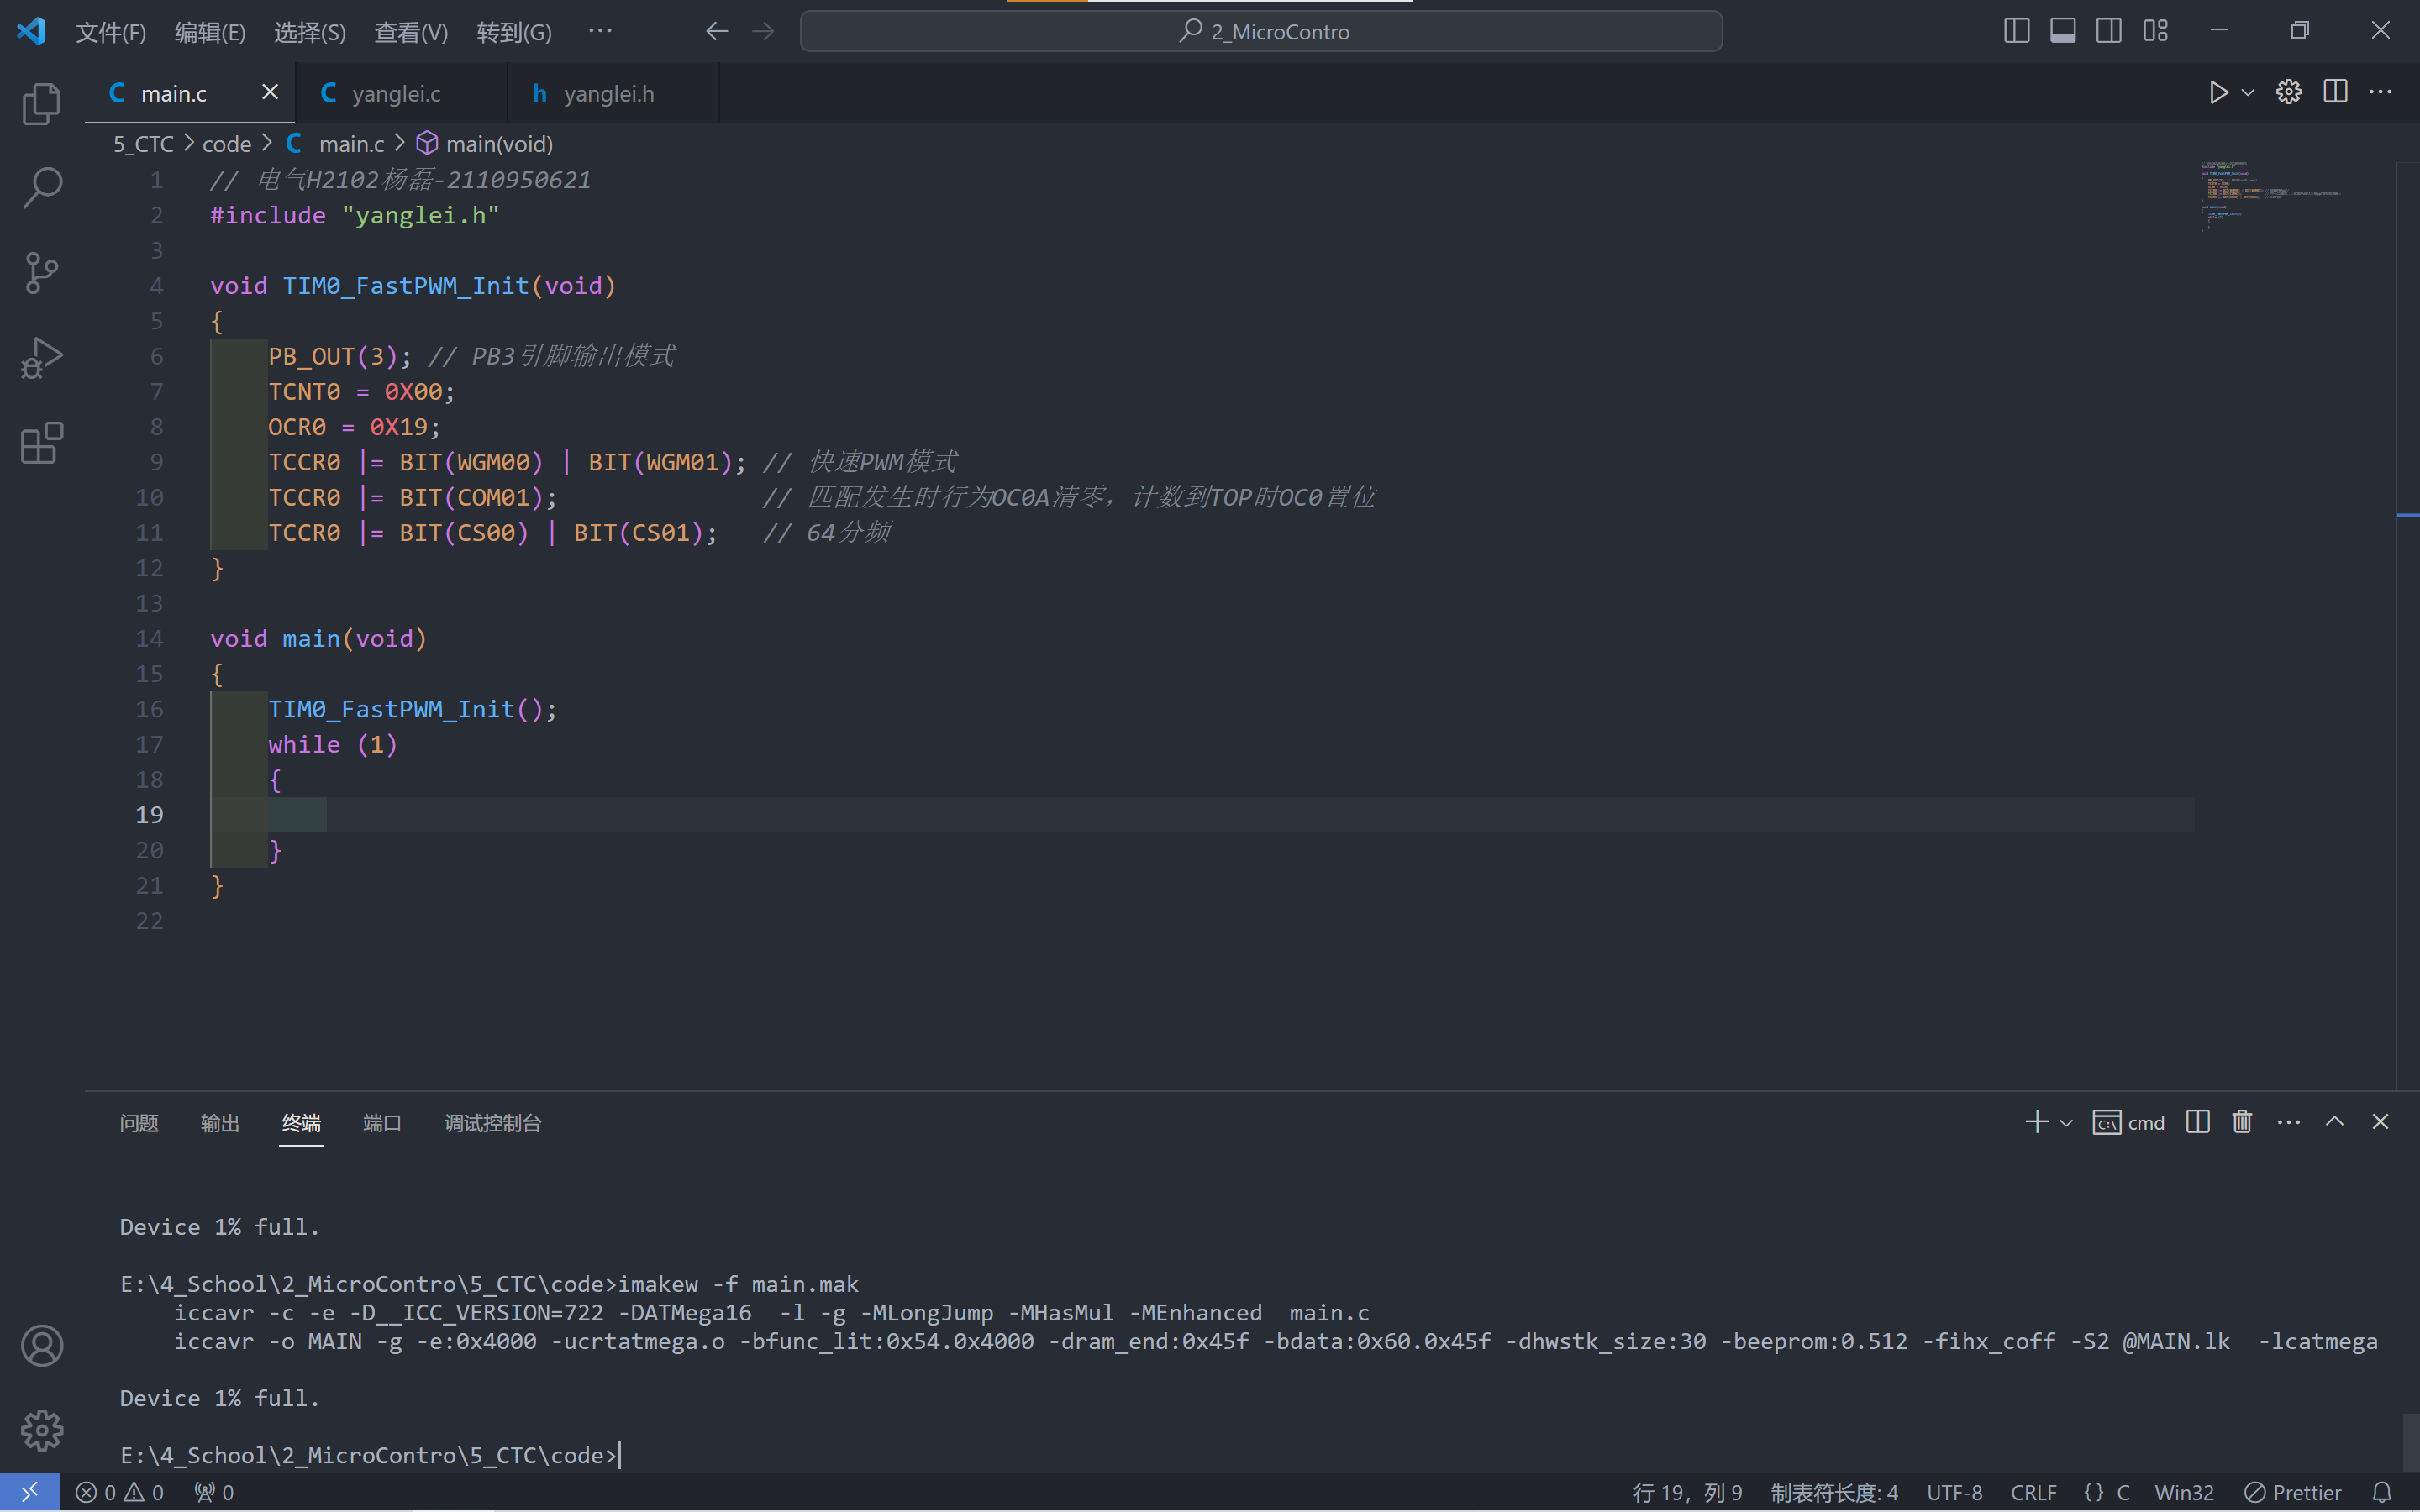 文件(F) 编辑(E) 选择(S) 查看(V) 转到(G) ··· 2_MicroContro
main.c yanglei.c yanglei.h
5_CTC > code > C main.c > main(void)
1 // 电气H2102杨磊-2110950621
2 #include "yanglei.h"
3
4 void TIM0_FastPWM_Init(void)
5 {
6 PB_OUT(3); // PB3引脚输出模式
7 TCNT0 = 0X00;
8 OCR0 = 0X19;
9 TCCR0 |= BIT(WGM00) | BIT(WGM01); // 快速PWM模式
10 TCCR0 |= BIT(COM01); // 匹配发生时行为OC0A清零，计数到TOP时OC0置位
11 TCCR0 |= BIT(CS00) | BIT(CS01); // 64分频
12 }
13
14 void main(void)
15 {
16 TIM0_FastPWM_Init();
17 while (1)
18 {
19
20 }
21 }
22
问题 输出 终端 端口 调试控制台 cmd
Device 1% full.
E:\4_School\2_MicroContro\5_CTC\code>imakew -f main.mak
iccavr -c -e -D__ICC_VERSION=722 -DATMega16  -l -g -MLongJump -MHasMul -MEnhanced  main.c
iccavr -o MAIN -g -e:0x4000 -ucrtatmega.o -bfunc_lit:0x54.0x4000 -dram_end:0x45f -bdata:0x60.0x45f -dhwstk_size:30 -beeprom:0.512 -fihx_coff -S2 @MAIN.lk  -lcatmega
Device 1% full.
E:\4_School\2_MicroContro\5_CTC\code>
0 0 0 行 19，列 9 制表符长度: 4 UTF-8 CRLF {} C Win32 Prettier